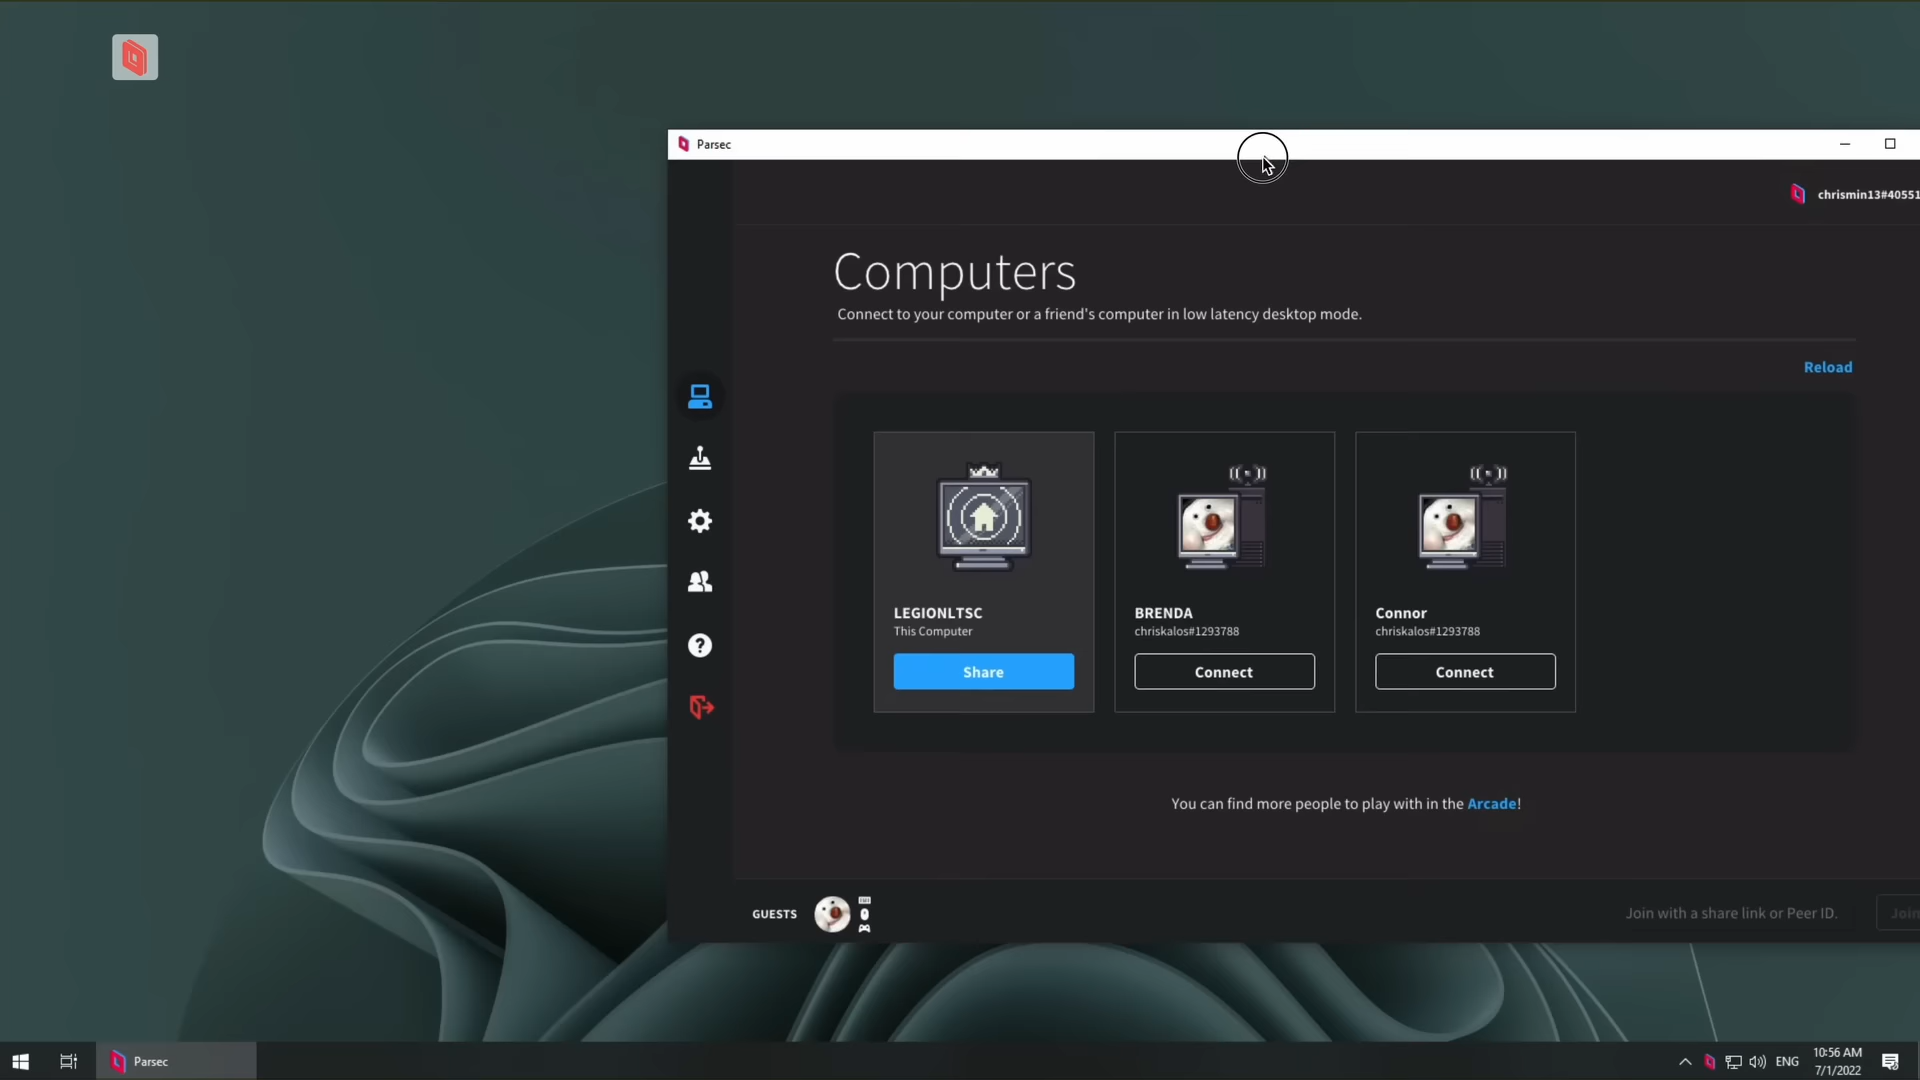 Parsec
chrismin13#40551
Computers
Connect to your computer or a friend's computer in low latency desktop mode.
Reload
LEGIONLTSC
This Computer
Share
BRENDA
chriskalos#1293788
Connect
Connor
chriskalos#1293788
Connect
You can find more people to play with in the Arcade!
GUESTS
Join with a share link or Peer ID.
Join
Parsec
ENG
10:56 AM
7/1/2022